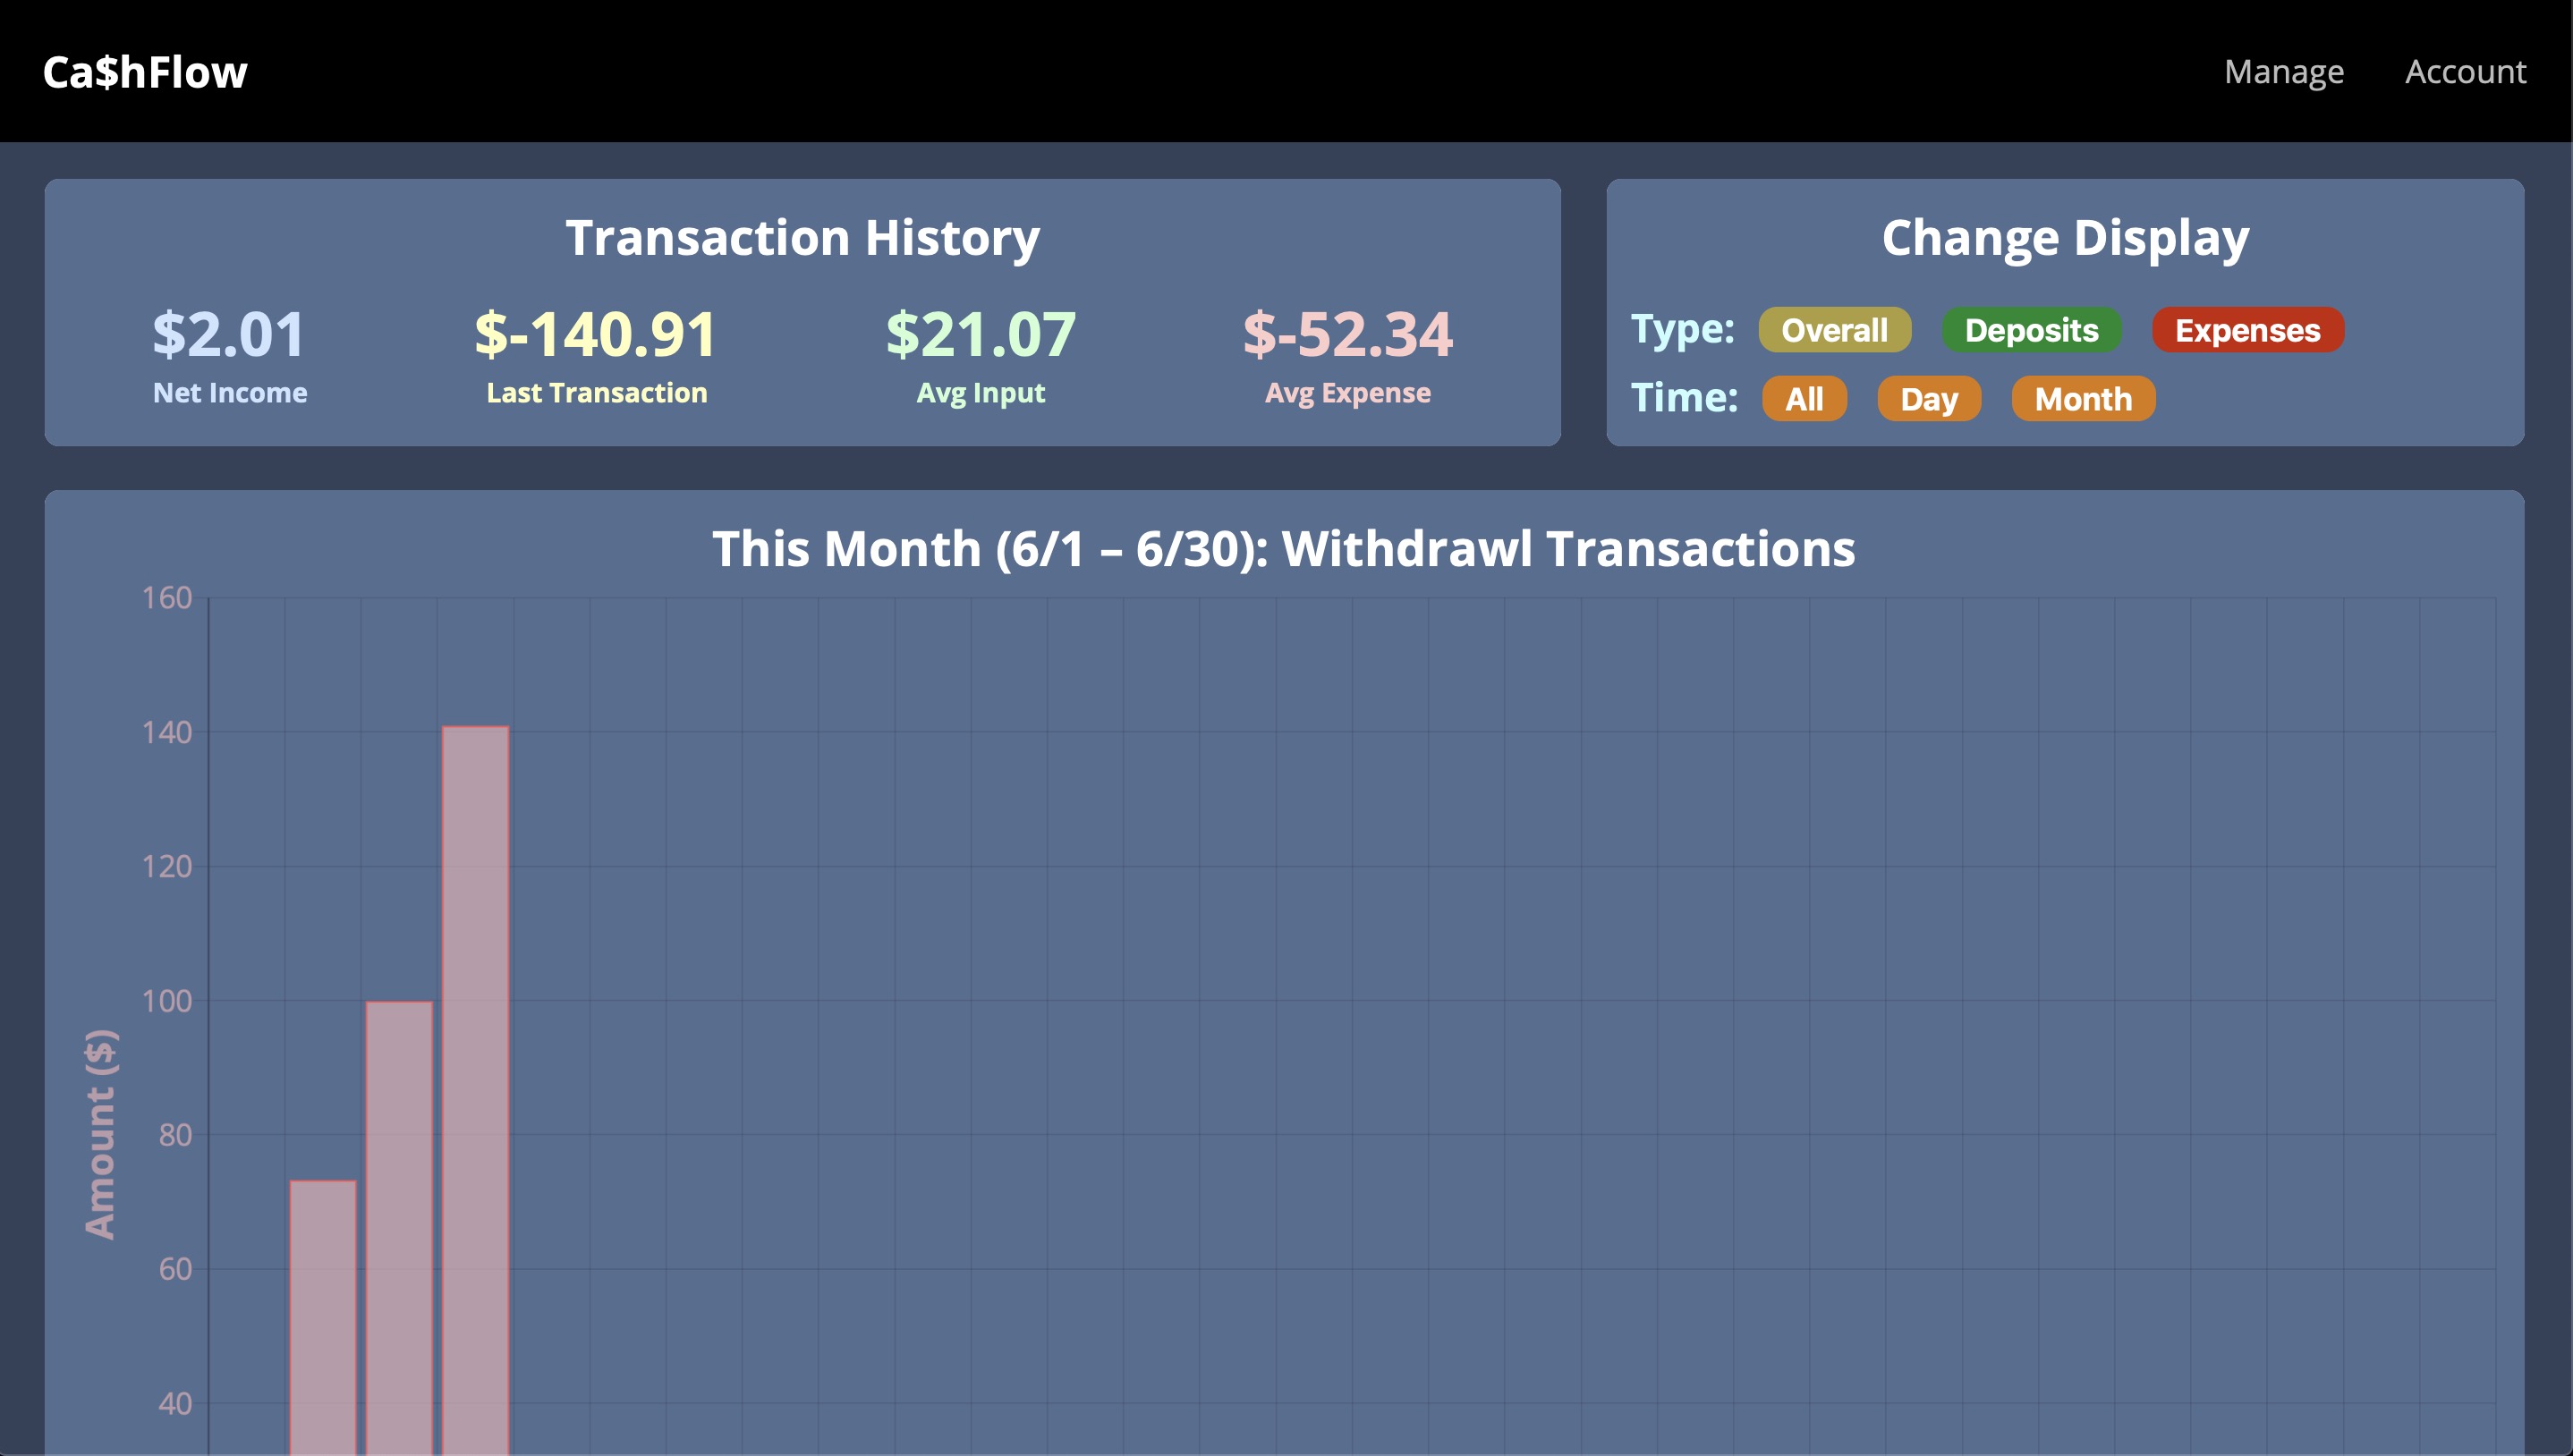 Ca$hFlow
Manage Account
Transaction History
$2.01 $-140.91 $21.07 $-52.34
Net Income Last Transaction Avg Input Avg Expense
Change Display
Type: Overall Deposits Expenses
Time: All Day Month
This Month (6/1 – 6/30): Withdrawl Transactions
160
140
120
100
80
60
40
Amount ($)